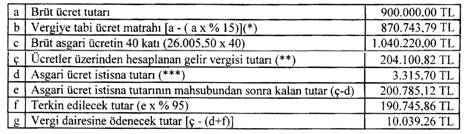 a Brüt ücret tutarı 900.000,00 TL
b Vergiye tabi ücret matrahı [a - ( a x % 15)](*) 870.743,79 TL
c Brüt asgari ücretin 40 katı (26.005,50 x 40) 1.040.220,00 TL
ç Ücretler üzerinden hesaplanan gelir vergisi tutarı (**) 204.100,82 TL
d Asgari ücret istisna tutarı (***) 3.315,70 TL
e Asgari ücret istisna tutarının mahsubundan sonra kalan tutar (ç-d) 200.785,12 TL
f Terkin edilecek tutar (e x % 95) 190.745,86 TL
g Vergi dairesine ödenecek tutar [ç - (d+f)] 10.039,26 TL